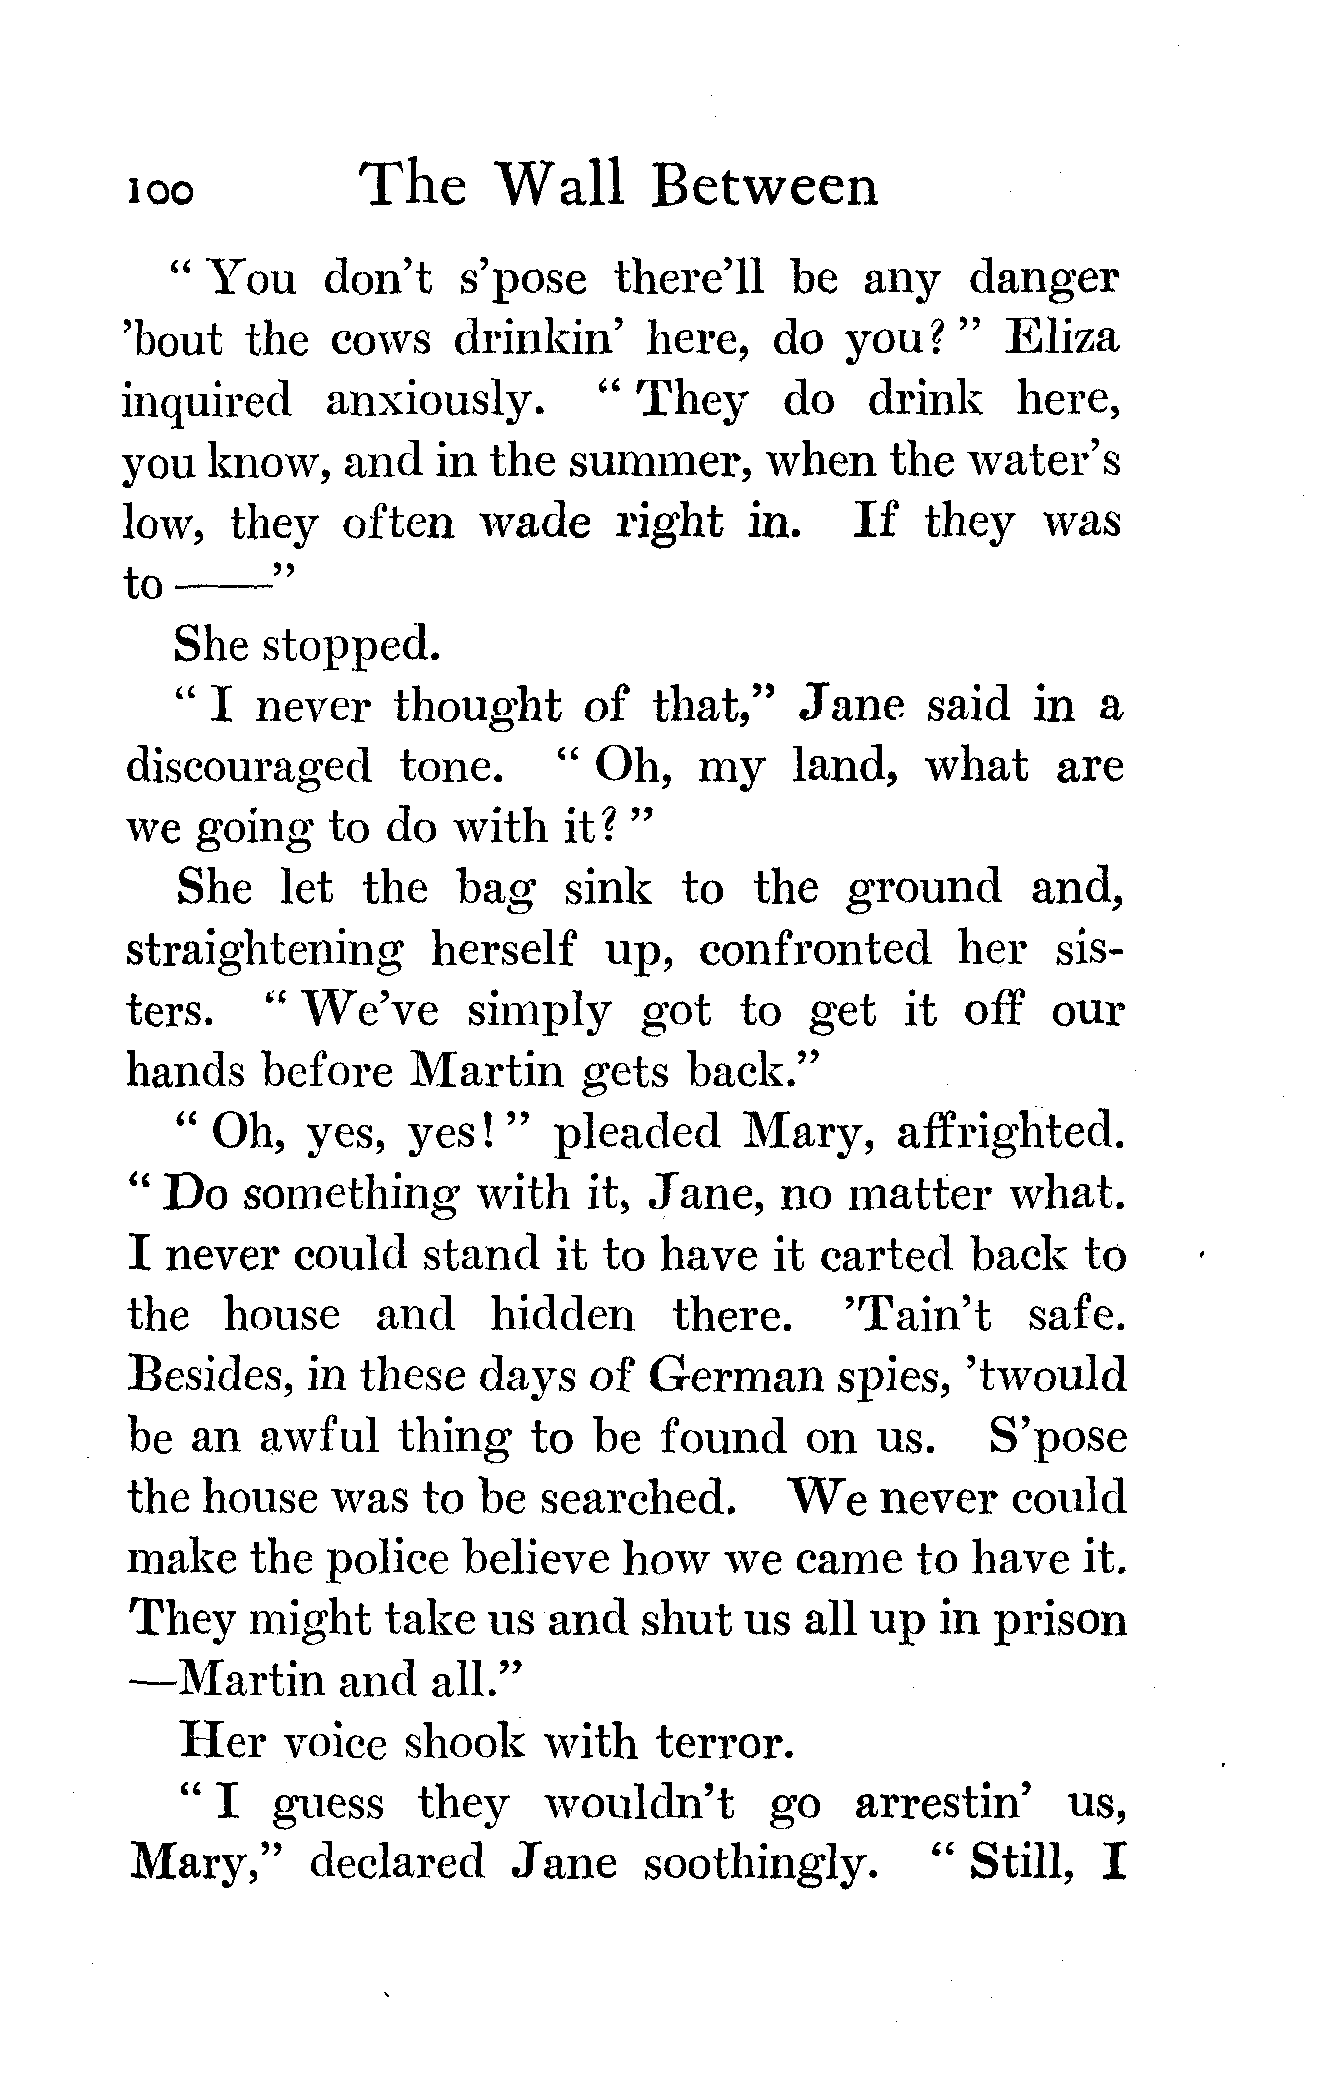 100 The Wall Between
“ You don’t s’pose there’ll be any danger
’bout the cows drinkin’ here, do you? ” Eliza
inquired anxiously. “ They do drink here,
you know, and in the summer, when the water’s
low, they often wade right in. If they was
to ——”
She stopped.
“ I never thought of that,” Jane said in a
discouraged tone. “ Oh, my land, what are
we going to do with it? ”
She let the bag sink to the ground and,
straightening herself up, confronted her sis-
ters. “ We’ve simply got to get it off our
hands before Martin gets back.”
“ Oh, yes, yes! ” pleaded Mary, affrighted.
“ Do something with it, Jane, no matter what.
I never could stand it to have it carted back to
the house and hidden there. ’Tain’t safe.
Besides, in these days of German spies, ’twould
be an awful thing to be found on us. S’pose
the house was to be searched. We never could
make the police believe how we came to have it.
They might take us and shut us all up in prison
—Martin and all.”
Her voice shook with terror.
“ I guess they wouldn’t go arrestin’ us,
Mary,” declared Jane soothingly. “ Still, I